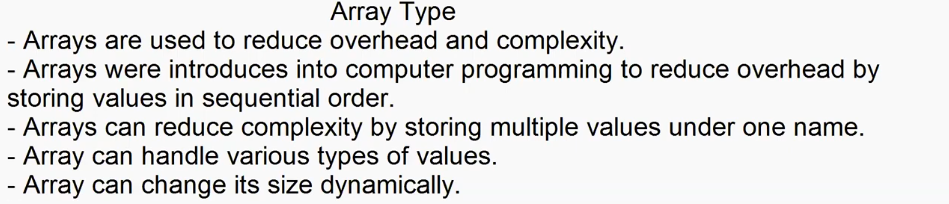 Array Type
- Arrays are used to reduce overhead and complexity.
- Arrays were introduces into computer programming to reduce overhead by
storing values in sequential order.
- Arrays can reduce complexity by storing multiple values under one name.
- Array can handle various types of values.
- Array can change its size dynamically.